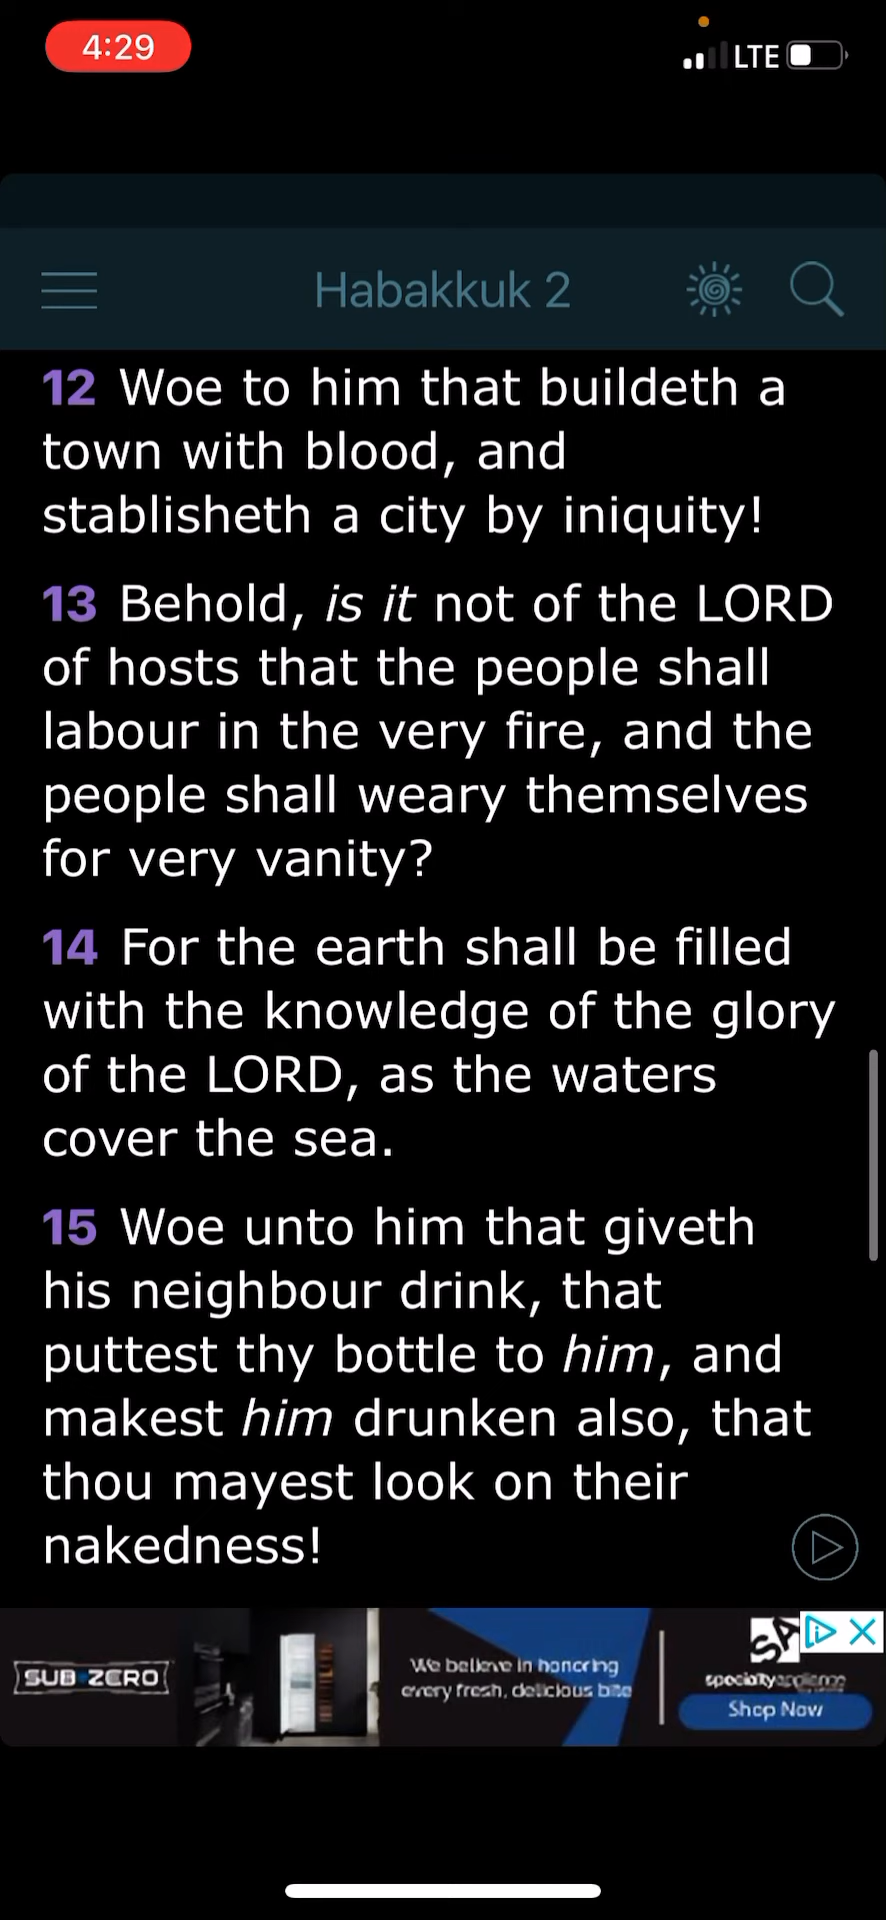 4:29
LTE
Habakkuk 2
12 Woe to him that buildeth a
town with blood, and
stablisheth a city by iniquity!
13 Behold, is it not of the LORD
of hosts that the people shall
labour in the very fire, and the
people shall weary themselves
for very vanity?
14 For the earth shall be filled
with the knowledge of the glory
of the LORD, as the waters
cover the sea.
15 Woe unto him that giveth
his neighbour drink, that
puttest thy bottle to him, and
makest him drunken also, that
thou mayest look on their
nakedness!
SUB-ZERO
We believe in honoring
every fresh, delicious bite
SA
specialtyappliance
Shop Now